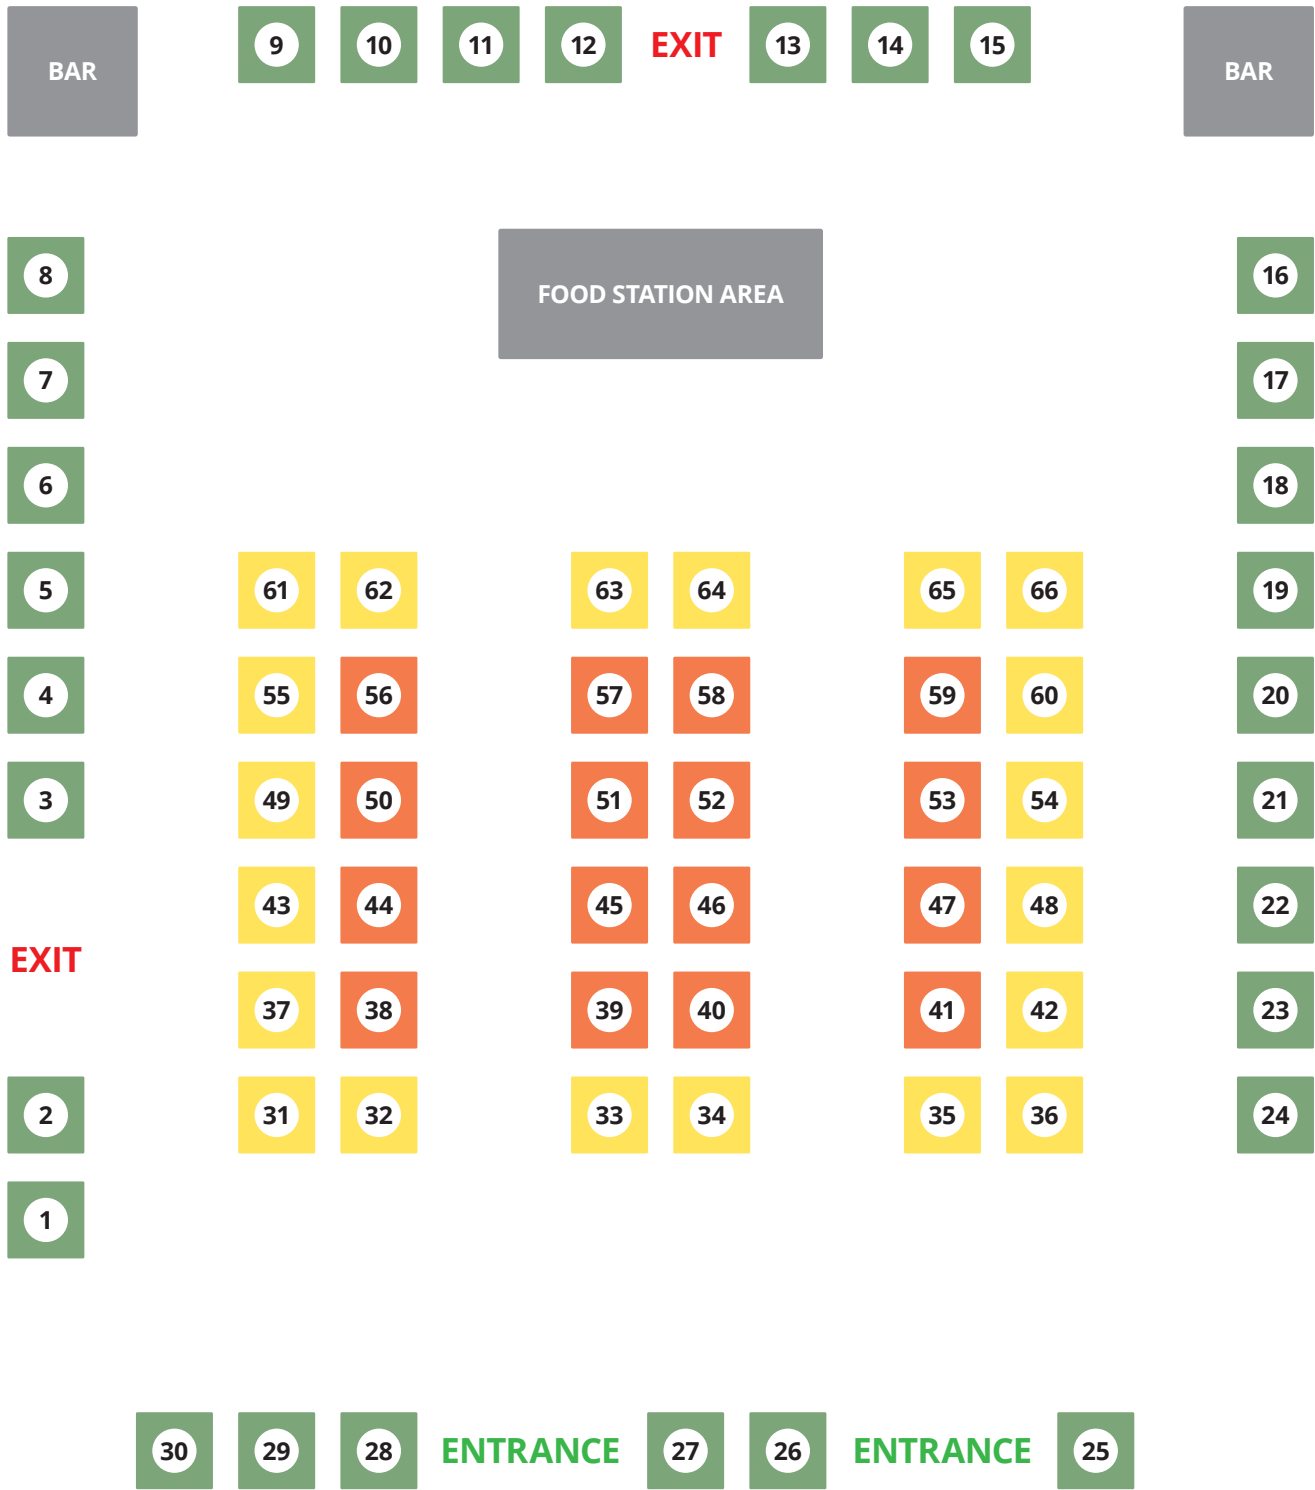 BAR 9 10 11 12 EXIT 13 14 15 BAR
8 FOOD STATION AREA 16
7 17
6 18
5 61 62 63 64 65 66 19
4 55 56 57 58 59 60 20
3 49 50 51 52 53 54 21
43 44 45 46 47 48 22
EXIT
37 38 39 40 41 42 23
2 31 32 33 34 35 36 24
1
30 29 28 ENTRANCE 27 26 ENTRANCE 25